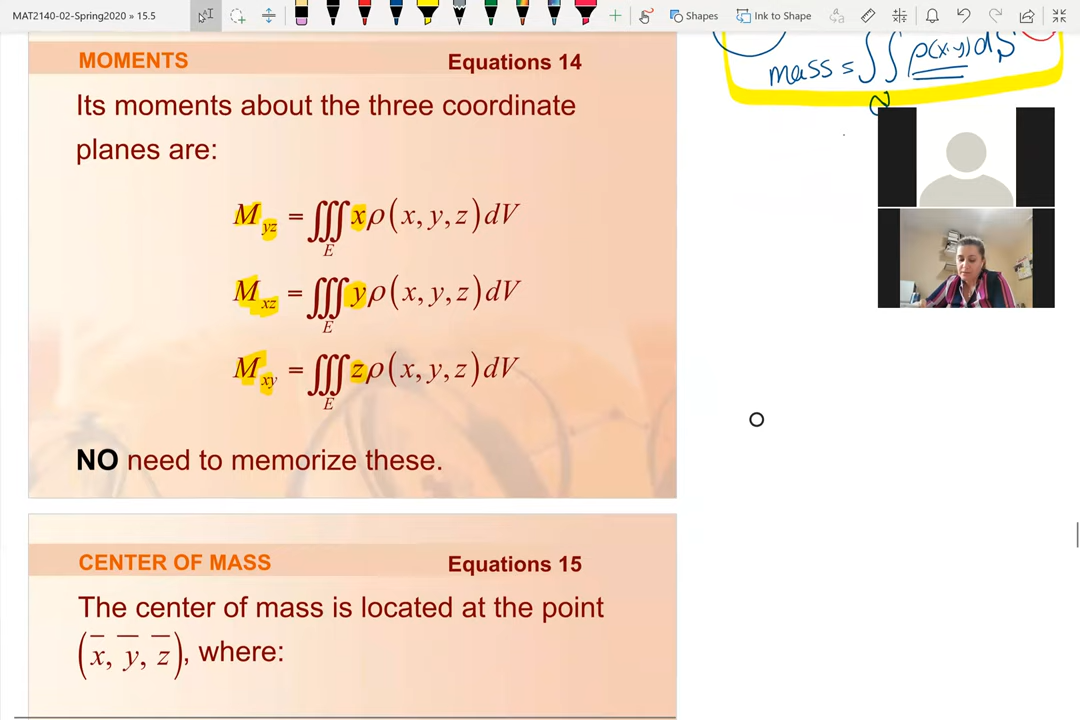 MAT2140-02-Spring2020 » 15.5
Shapes
Ink to Shape
MOMENTS Equations 14
Its moments about the three coordinate
planes are:
M_yz = ∭_E xρ(x, y, z)dV
M_xz = ∭_E yρ(x, y, z)dV
M_xy = ∭_E zρ(x, y, z)dV
NO need to memorize these.
CENTER OF MASS Equations 15
The center of mass is located at the point
(x̅, y̅, z̅), where:
mass = ∬ ρ(x,y)dS